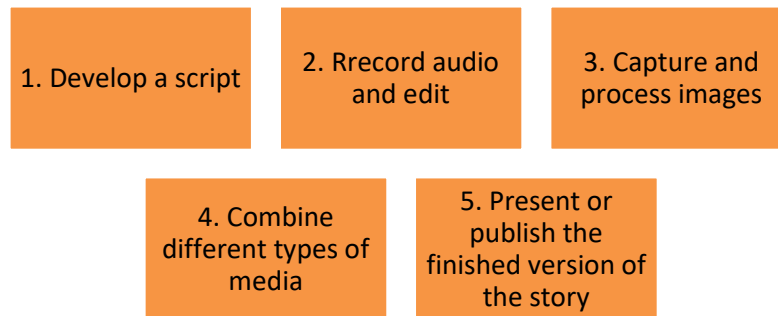 1. Develop a script
2. Rrecord audio
and edit
3. Capture and
process images
4. Combine
different types of
media
5. Present or
publish the
finished version of
the story